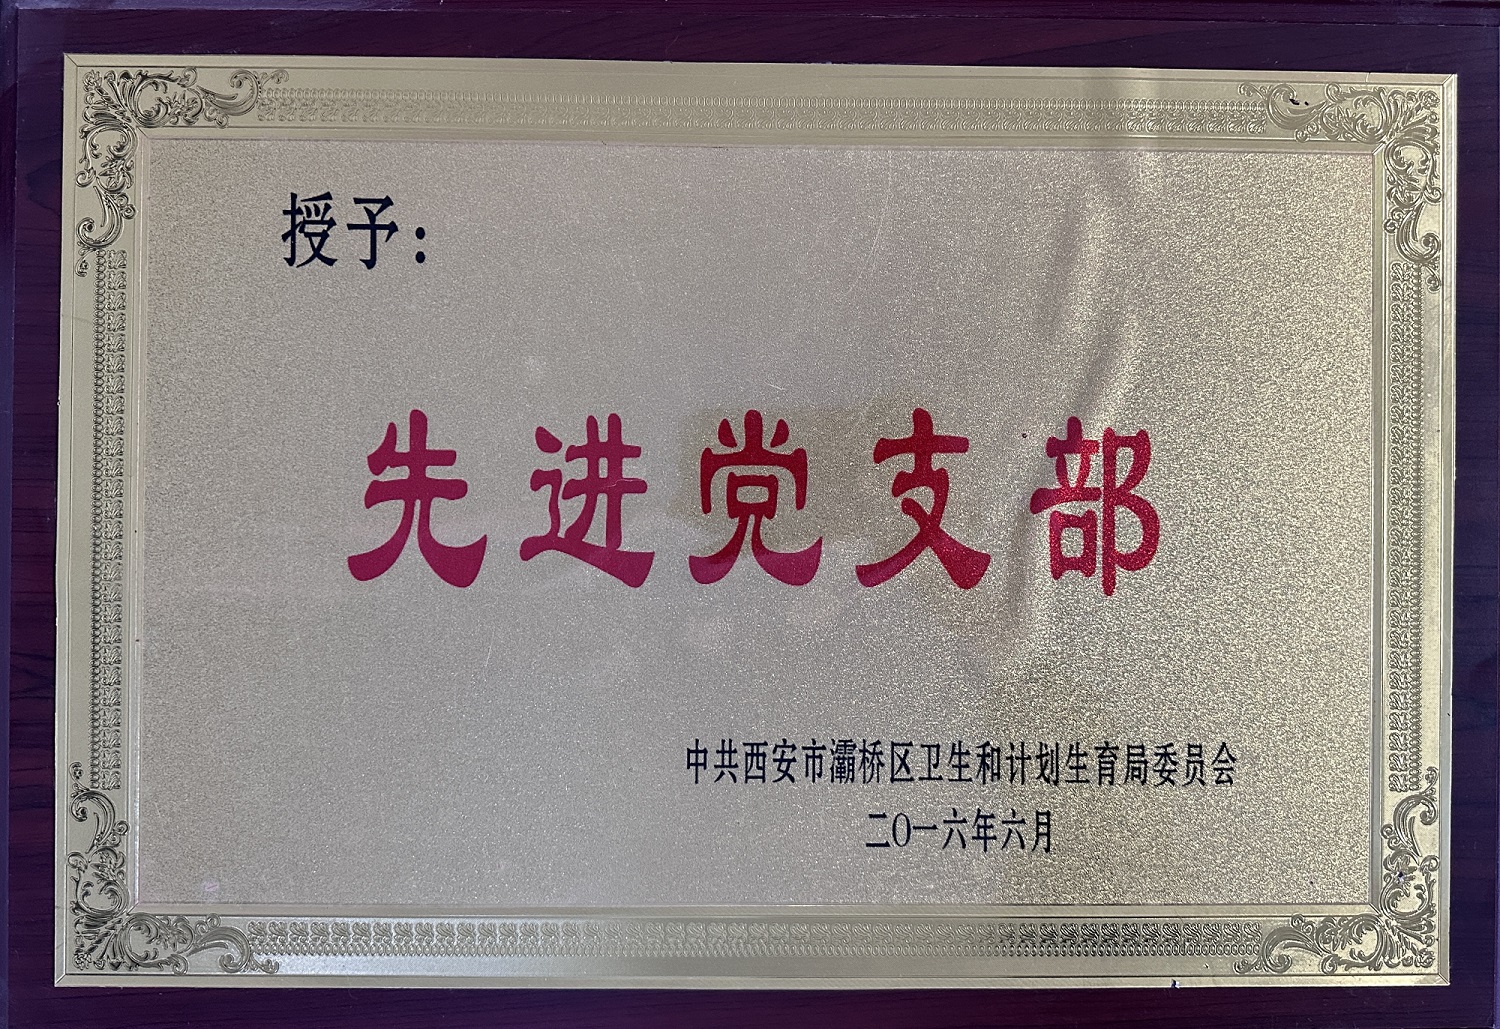 授予：
先进党支部
中共西安市灞桥区卫生和计划生育局委员会
二〇一六年六月